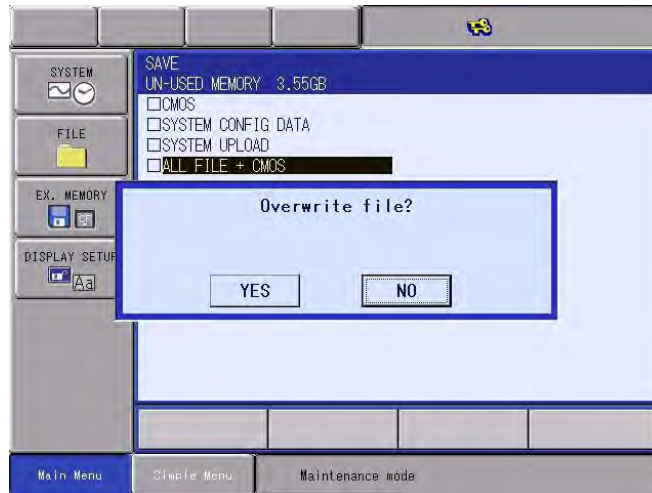 SYSTEM
FILE
EX. MEMORY
CF
DISPLAY SETUP
Aa
SAVE
UN-USED MEMORY 3.55GB
CMOS
SYSTEM CONFIG DATA
SYSTEM UPLOAD
ALL FILE + CMOS
Overwrite file?
YES
NO
Main Menu
Simple Menu
Maintenance mode